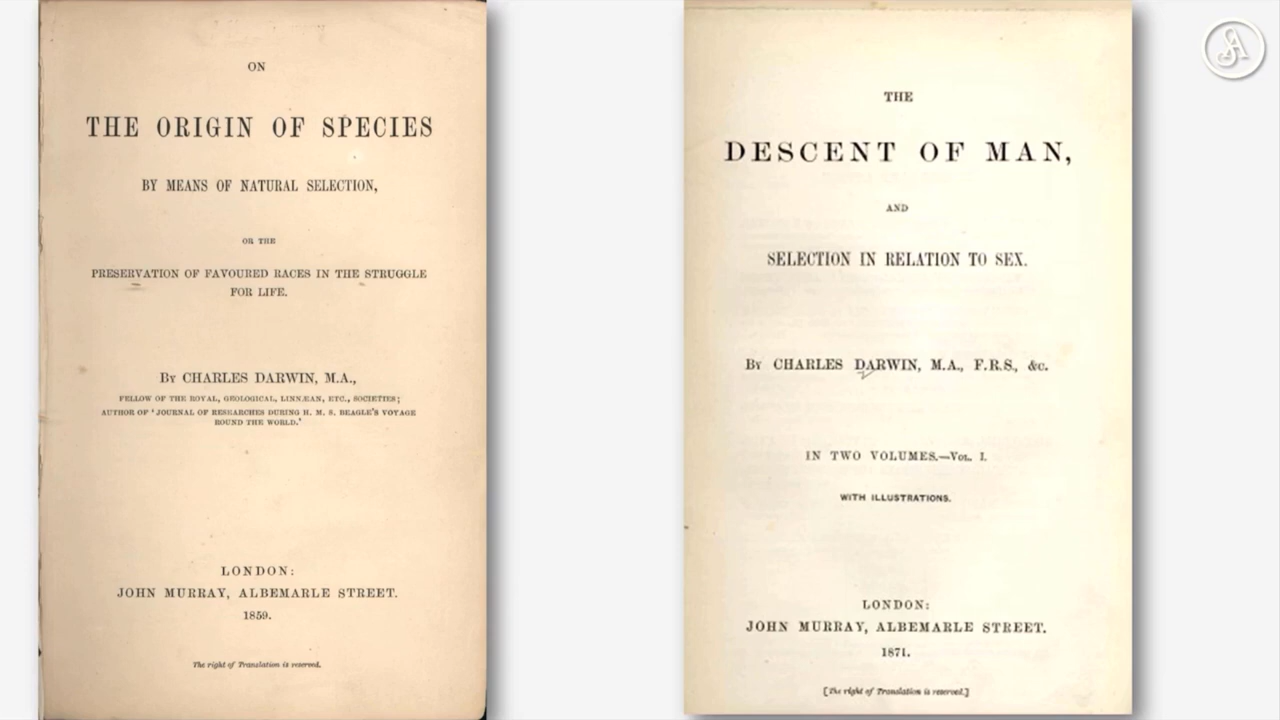 ON
THE ORIGIN OF SPECIES
BY MEANS OF NATURAL SELECTION,
OR THE
PRESERVATION OF FAVOURED RACES IN THE STRUGGLE
FOR LIFE.
By CHARLES DARWIN, M.A.,
FELLOW OF THE ROYAL, GEOLOGICAL, LINNÆAN, ETC., SOCIETIES;
AUTHOR OF 'JOURNAL OF RESEARCHES DURING H. M. S. BEAGLE'S VOYAGE
ROUND THE WORLD.'
LONDON:
JOHN MURRAY, ALBEMARLE STREET.
1859.
The right of Translation is reserved.
THE
DESCENT OF MAN,
AND
SELECTION IN RELATION TO SEX.
By CHARLES DARWIN, M.A., F.R.S., &c.
IN TWO VOLUMES.—Vol. I.
WITH ILLUSTRATIONS.
LONDON:
JOHN MURRAY, ALBEMARLE STREET.
1871.
[The right of Translation is reserved.]